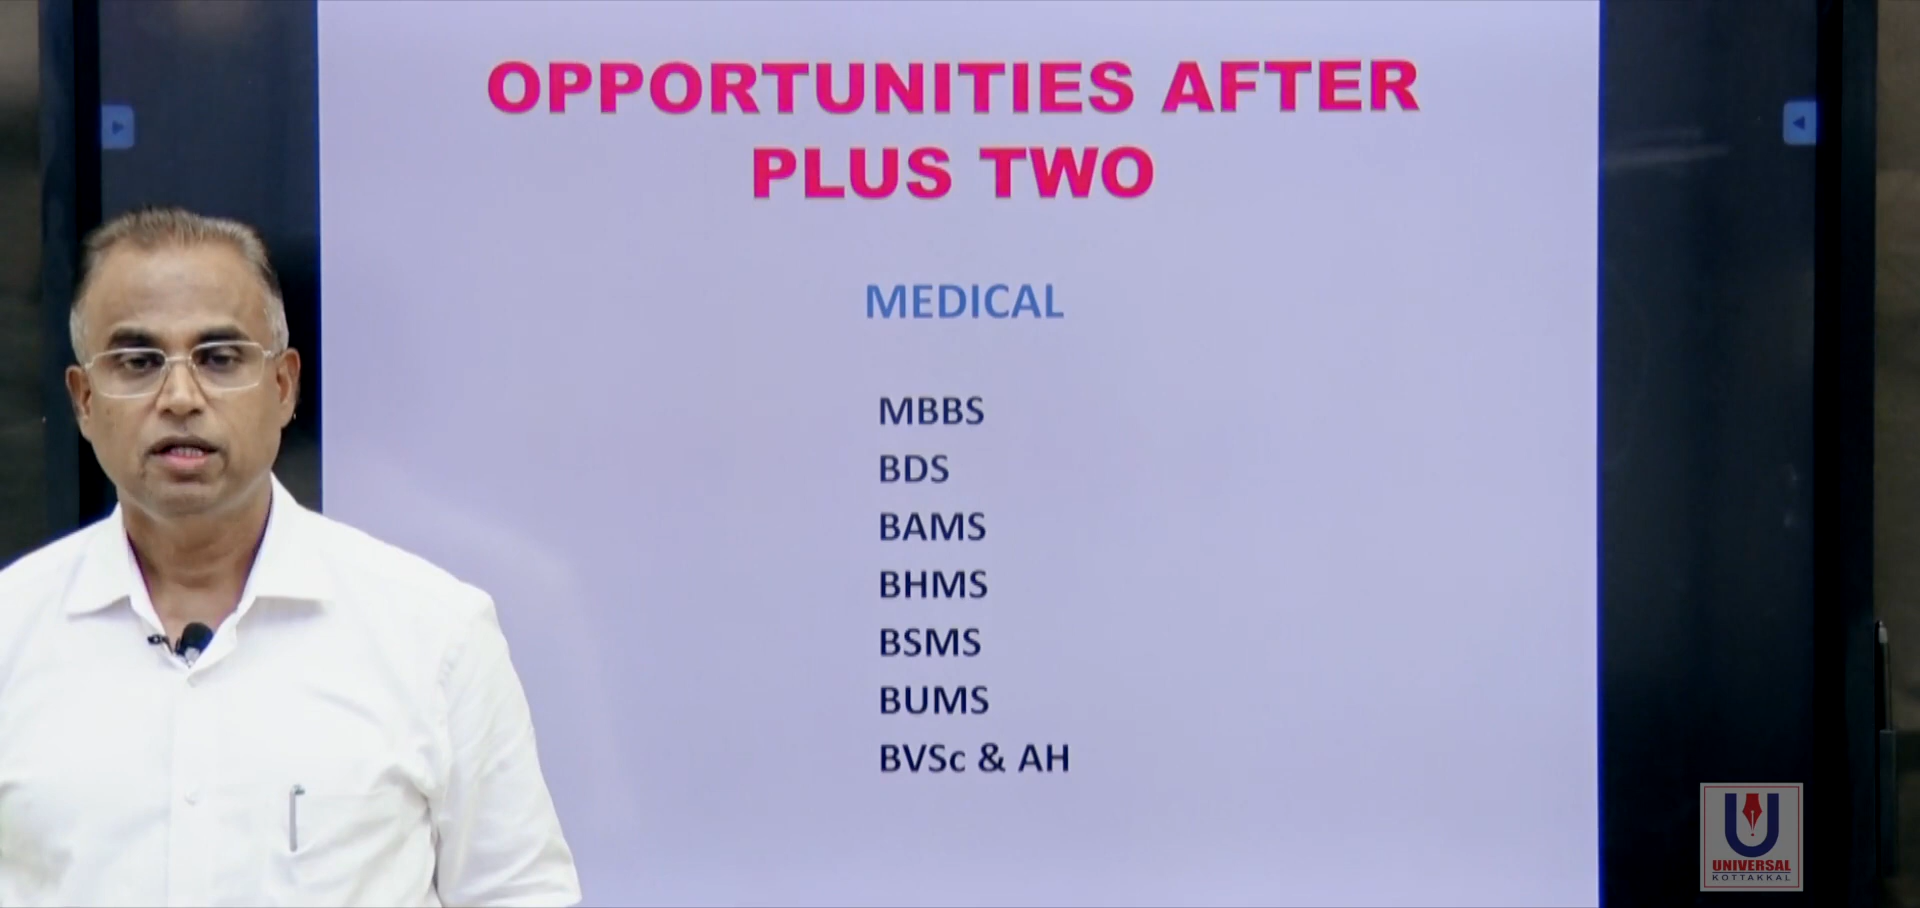 OPPORTUNITIES AFTER
PLUS TWO
MEDICAL
MBBS
BDS
BAMS
BHMS
BSMS
BUMS
BVSc & AH
UNIVERSAL
KOTTAKKAL